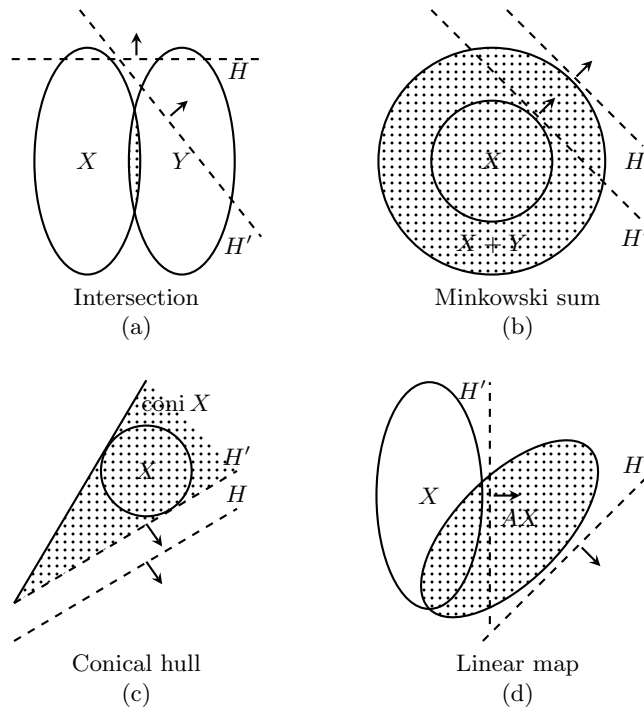 H
X Y
H′
Intersection
(a)
X
H
X + Y
H′
Minkowski sum
(b)
coni X
H′
X
H
Conical hull
(c)
H′
H
X
AX
Linear map
(d)